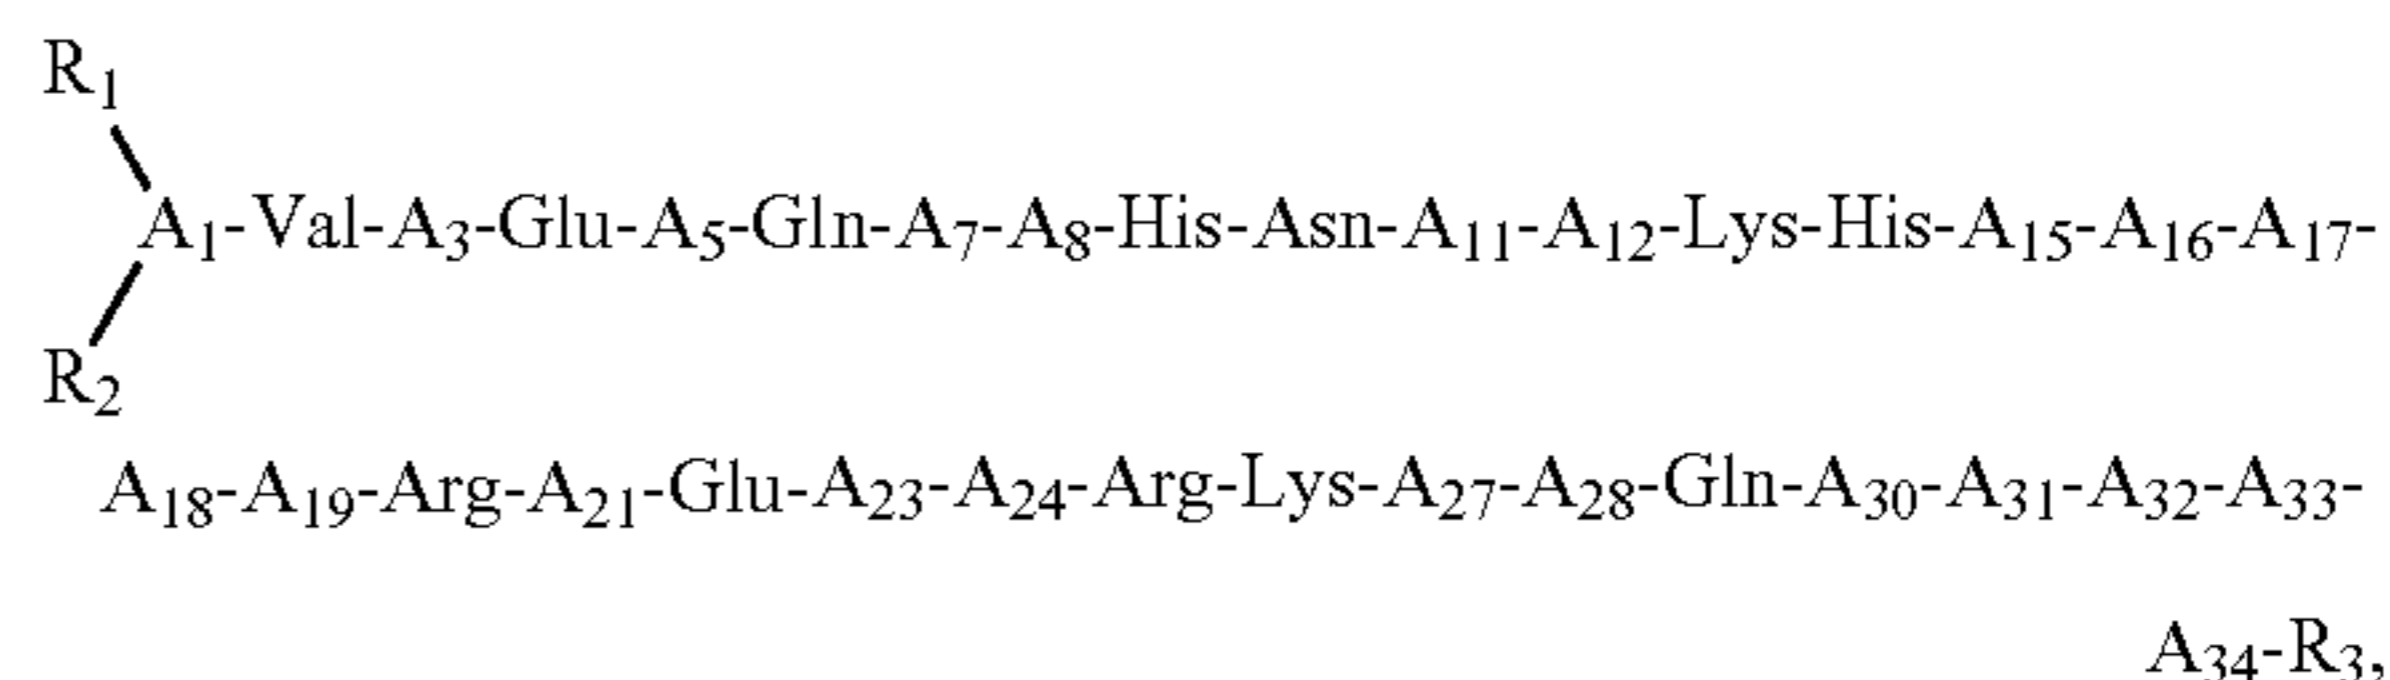 R1
A1-Val-A3-Glu-A5-Gln-A7-A8-His-Asn-A11-A12-Lys-His-A15-A16-A17-
R2
A18-A19-Arg-A21-Glu-A23-A24-Arg-Lys-A27-A28-Gln-A30-A31-A32-A33-
A34-R3,